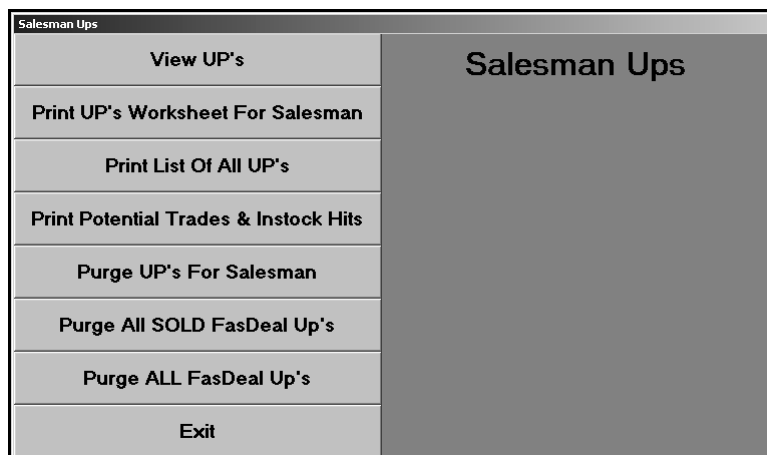 Salesman Ups
View UP's
Salesman Ups
Print UP's Worksheet For Salesman
Print List Of All UP's
Print Potential Trades & Instock Hits
Purge UP's For Salesman
Purge All SOLD FasDeal Up's
Purge ALL FasDeal Up's
Exit